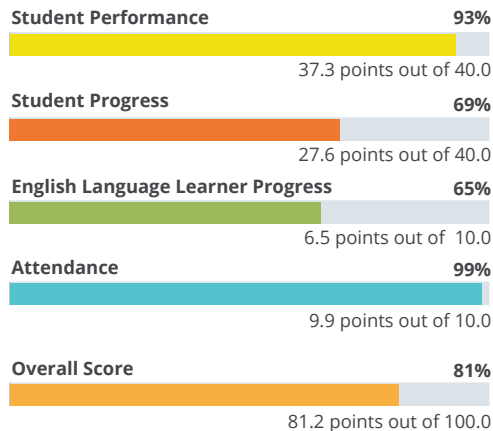 Student Performance 93%
37.3 points out of 40.0
Student Progress 69%
27.6 points out of 40.0
English Language Learner Progress 65%
6.5 points out of 10.0
Attendance 99%
9.9 points out of 10.0
Overall Score 81%
81.2 points out of 100.0